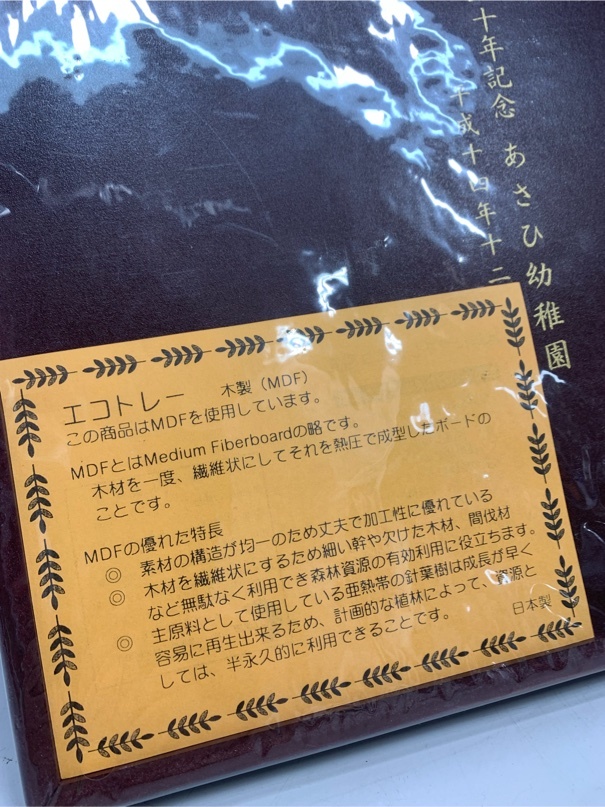 十年記念 あさひ幼稚園
平成十四年十二
エコトレー 木製(MDF)
この商品はMDFを使用しています。
MDFとはMedium Fiberboardの略です。
木材を一度、繊維状にしてそれを熱圧で成型したボードの
ことです。
MDFの優れた特長
◎ 素材の構造が均一のため丈夫で加工性に優れている
◎ 木材を繊維状にするため細い幹や欠けた木材、間伐材
など無駄なく利用でき森林資源の有効利用に役立ちます。
◎ 主原料として使用している亜熱帯の針葉樹は成長が早く
容易に再生出来るため、計画的な植林によって、資源と
しては、半永久的に利用できることです。
日本製